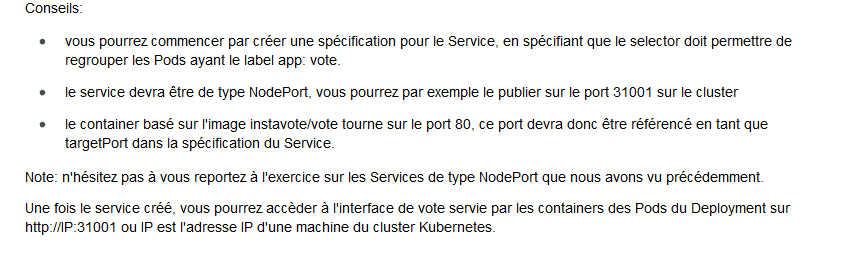 Conseils:
vous pourrez commencer par créer une spécification pour le Service, en spécifiant que le selector doit permettre de
regrouper les Pods ayant le label app: vote.
le service devra être de type NodePort, vous pourrez par exemple le publier sur le port 31001 sur le cluster
le container basé sur l'image instavote/vote tourne sur le port 80, ce port devra donc être référencé en tant que
targetPort dans la spécification du Service.
Note: n'hésitez pas à vous reportez à l'exercice sur les Services de type NodePort que nous avons vu précédemment.
Une fois le service créé, vous pourrez accèder à l'interface de vote servie par les containers des Pods du Deployment sur
http://IP:31001 ou IP est l'adresse IP d'une machine du cluster Kubernetes.